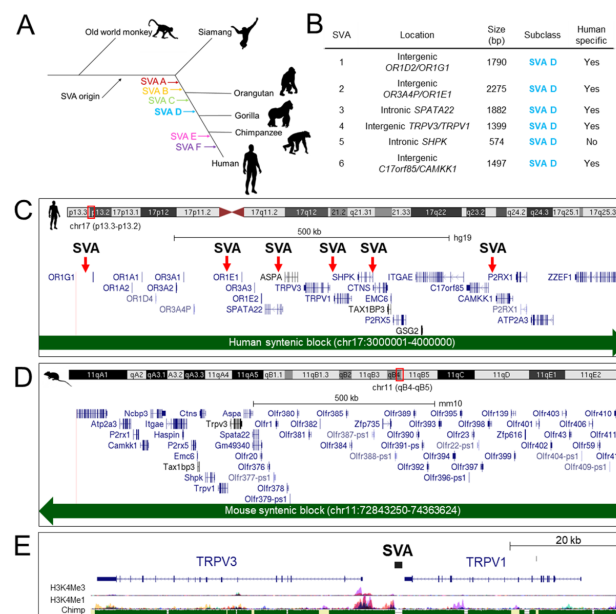 A
Old world monkey
Siamang
SVA origin
SVA A
SVA B
SVA C
SVA D
SVA E
SVA F
Orangutan
Gorilla
Chimpanzee
Human
B
SVA Location Size (bp) Subclass Human specific
1 Intergenic OR1D2/OR1G1 1790 SVA D Yes
2 Intergenic OR3A4P/OR1E1 2275 SVA D Yes
3 Intronic SPATA22 1882 SVA D Yes
4 Intergenic TRPV3/TRPV1 1399 SVA D Yes
5 Intronic SHPK 574 SVA D No
6 Intergenic C17orf85/CAMKK1 1497 SVA D Yes
C
p13.3 p13.2 17p13.1 17p12 17p11.2 17q11.2 17q12 21.2 q21.31 21.33 17q22 q23.2 q24.2 q24.3 17q25.1 q25.3
chr17 (p13.3-p13.2)
500 kb hg19
SVA SVA SVA SVA SVA SVA
OR1G1 OR1A1 OR3A1 OR1E1 ASPA SHPK ITGAE P2RX1 ZZEF1
OR1A2 OR3A2 OR3A3 TRPV3 CTNS C17orf85
OR1D4 OR1E2 TRPV1 EMC6 CAMKK1
OR3A4P SPATA22 TAX1BP3 P2RX1
P2RX5 ATP2A3
GSG2
Human syntenic block (chr17:3000001-4000000)
D
11qA1 qA2 qA3.1 A3.2 qA3.3 11qA4 11qA5 qB1.1 11qB1.3 qB2 11qB3 qB4 11qB5 11qC 11qD 11qE1 11qE2
chr11 (qB4-qB5)
500 kb mm10
Ncbp3 Ctns Aspa Olfr380 Olfr385 Olfr389 Olfr395 Olfr139 Olfr403 Olfr410
Atp2a3 Itgae Trpv3 Olfr1 Olfr382 Zfp735 Olfr393 Olfr411 Olfr401 Olfr406
P2rx1 Haspin Spata22 Olfr381 Olfr387-ps1 Olfr390 Olfr394 Zfp616 Olfr43 Olfr411
Camkk1 P2rx5 Gm49340 Olfr384 Olfr391-ps1 Olfr398 Olfr402 Olfr59
Emc6 Olfr20 Olfr388-ps1
Tax1bp3 Olfr376 Olfr392 Olfr397 Olfr399
Shpk Olfr377-ps1 Olfr396-ps1 Olfr409-ps1
Trpv1 Olfr378
Olfr379-ps1
Mouse syntenic block (chr11:72843250-74363624)
E
SVA
20 kb
TRPV3 TRPV1
H3K4Me3
H3K4Me1
Chimp